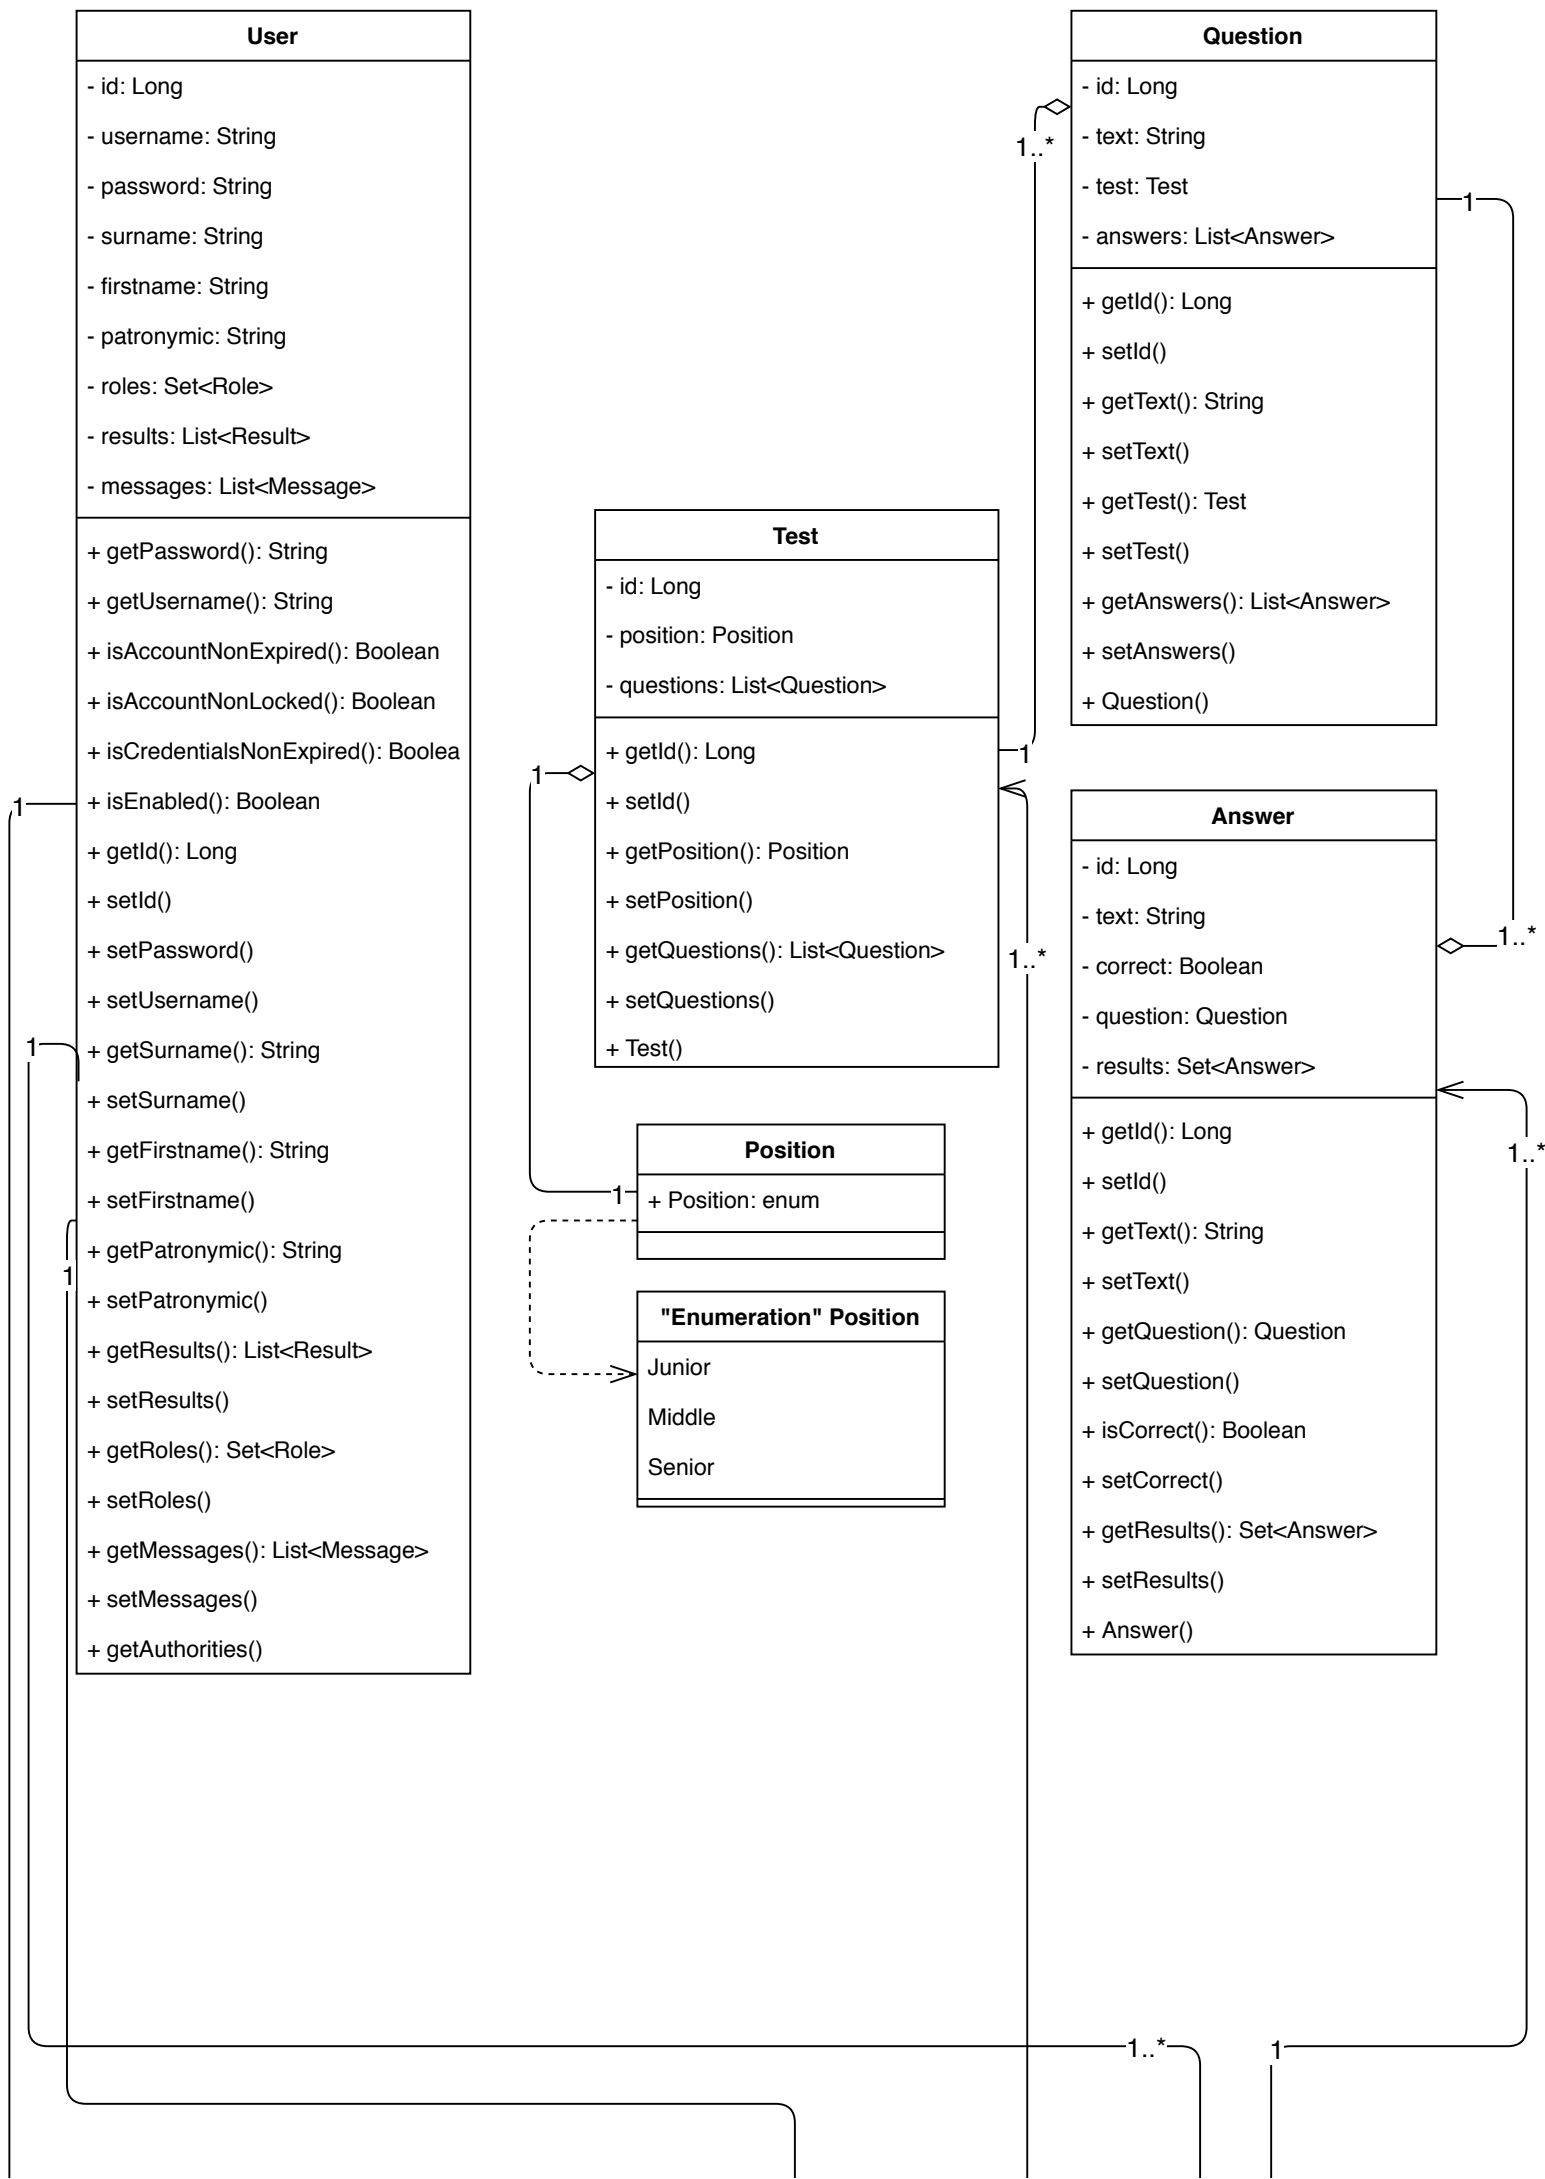 User
- id: Long
- username: String
- password: String
- surname: String
- firstname: String
- patronymic: String
- roles: Set<Role>
- results: List<Result>
- messages: List<Message>
+ getPassword(): String
+ getUsername(): String
+ isAccountNonExpired(): Boolean
+ isAccountNonLocked(): Boolean
+ isCredentialsNonExpired(): Boolea
+ isEnabled(): Boolean
+ getId(): Long
+ setId()
+ setPassword()
+ setUsername()
+ getSurname(): String
+ setSurname()
+ getFirstname(): String
+ setFirstname()
+ getPatronymic(): String
+ setPatronymic()
+ getResults(): List<Result>
+ setResults()
+ getRoles(): Set<Role>
+ setRoles()
+ getMessages(): List<Message>
+ setMessages()
+ getAuthorities()
1
1
1
Test
- id: Long
- position: Position
- questions: List<Question>
+ getId(): Long
+ setId()
+ getPosition(): Position
+ setPosition()
+ getQuestions(): List<Question>
+ setQuestions()
+ Test()
1
1
1..*
Position
+ Position: enum
1
"Enumeration" Position
Junior
Middle
Senior
Question
- id: Long
- text: String
- test: Test
- answers: List<Answer>
+ getId(): Long
+ setId()
+ getText(): String
+ setText()
+ getTest(): Test
+ setTest()
+ getAnswers(): List<Answer>
+ setAnswers()
+ Question()
1..*
1
Answer
- id: Long
- text: String
- correct: Boolean
- question: Question
- results: Set<Answer>
+ getId(): Long
+ setId()
+ getText(): String
+ setText()
+ getQuestion(): Question
+ setQuestion()
+ isCorrect(): Boolean
+ setCorrect()
+ getResults(): Set<Answer>
+ setResults()
+ Answer()
1..*
1..*
1..*
1